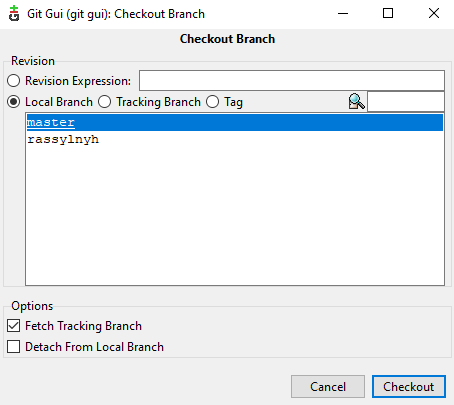 Git Gui (git gui): Checkout Branch
Checkout Branch
Revision
Revision Expression:
Local Branch Tracking Branch Tag
master
rassylnyh
Options
Fetch Tracking Branch
Detach From Local Branch
Cancel Checkout